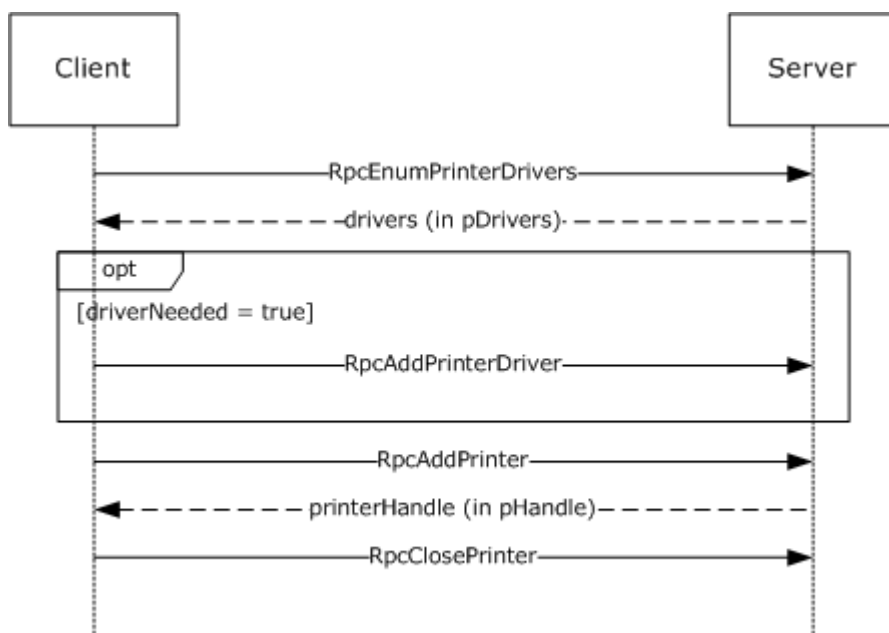 Client
Server
RpcEnumPrinterDrivers
drivers (in pDrivers)
opt
[driverNeeded = true]
RpcAddPrinterDriver
RpcAddPrinter
printerHandle (in pHandle)
RpcClosePrinter